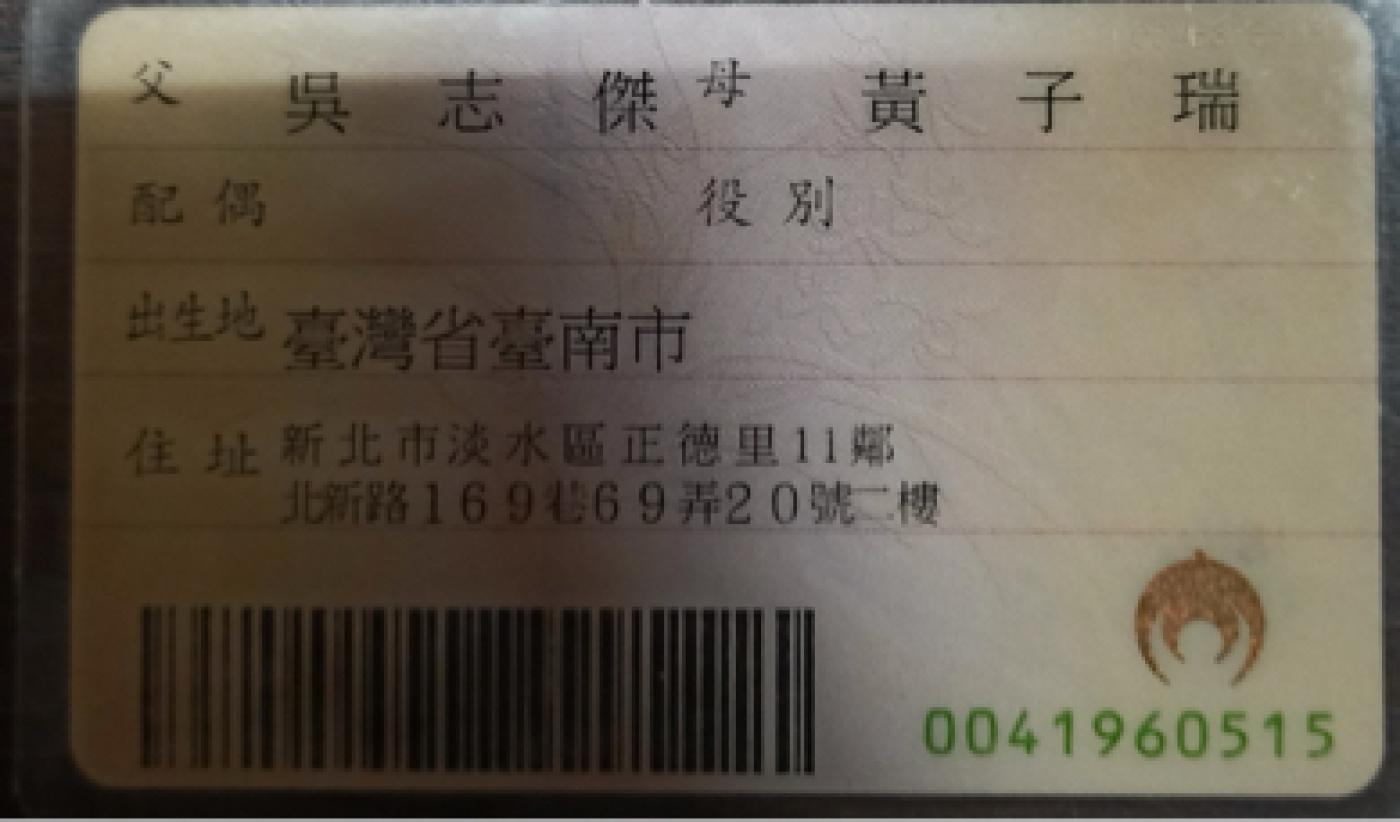 父 吳志傑 母 黃子瑞
配偶 役別
出生地 臺灣省臺南市
住址 新北市淡水區正德里11鄰
北新路169巷69弄20號二樓
0041960515